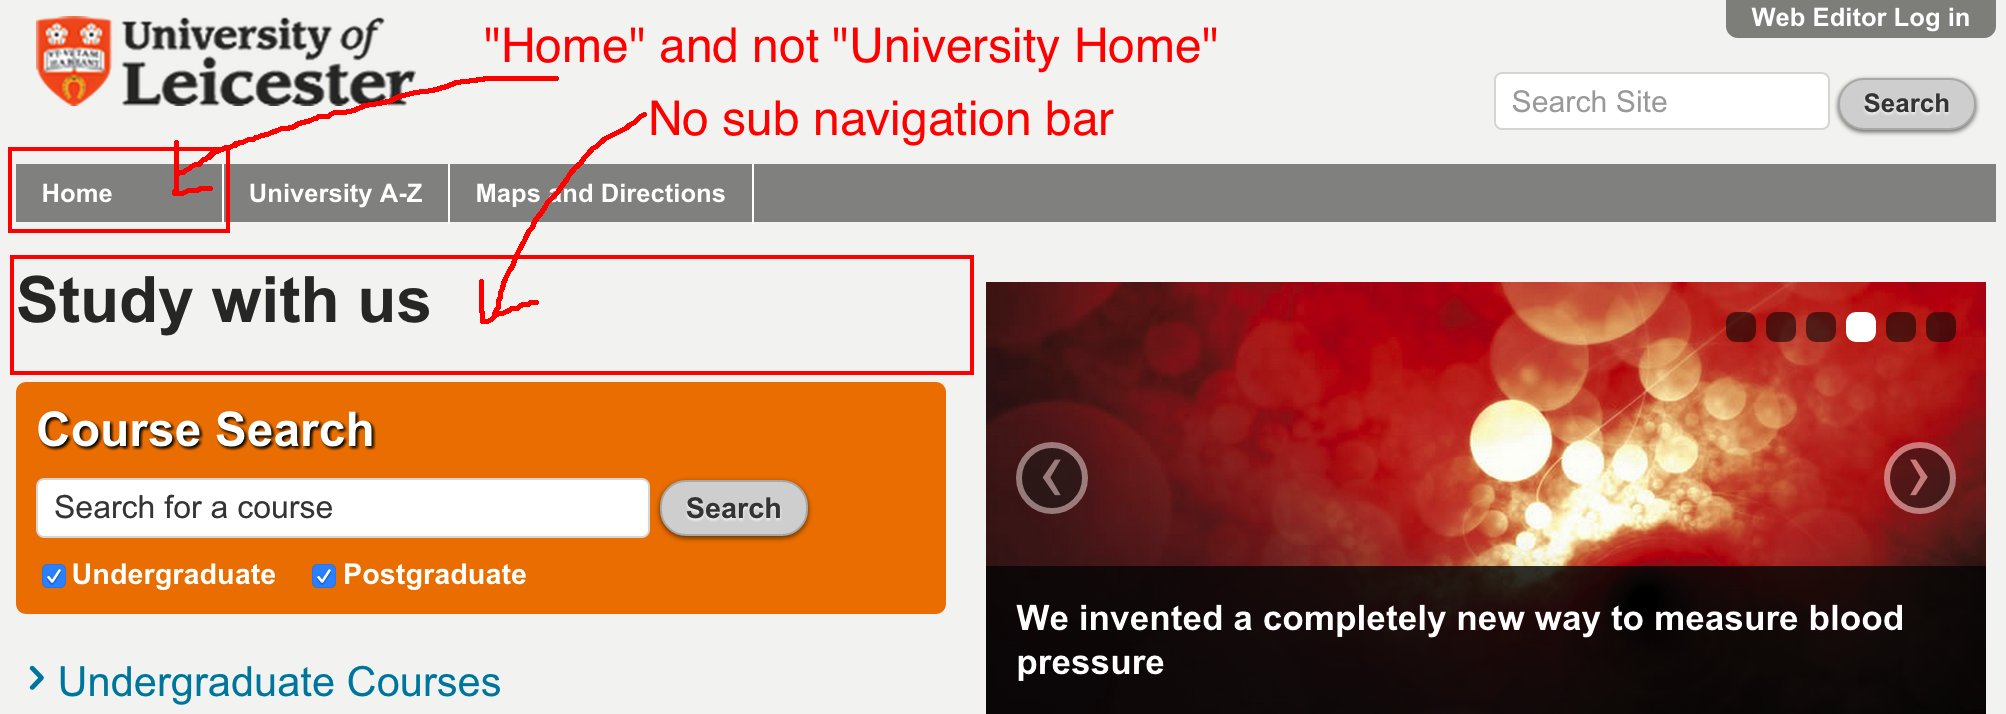 University of
Leicester
"Home" and not "University Home"
Web Editor Log in
No sub navigation bar
Search Site
Search
Home
University A-Z
Maps and Directions
Study with us
Course Search
Search for a course
Search
Undergraduate
Postgraduate
Undergraduate Courses
We invented a completely new way to measure blood
pressure